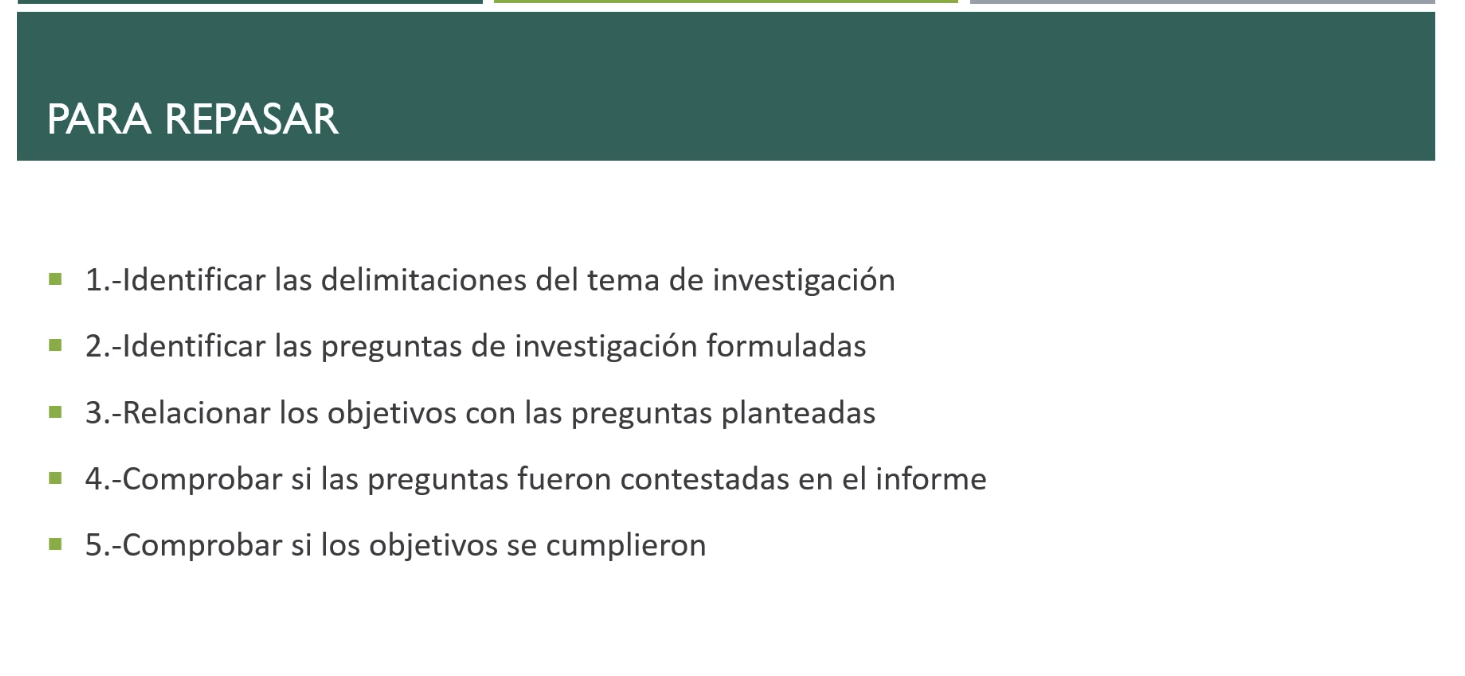 PARA REPASAR
1.-Identificar las delimitaciones del tema de investigación
2.-Identificar las preguntas de investigación formuladas
3.-Relacionar los objetivos con las preguntas planteadas
4.-Comprobar si las preguntas fueron contestadas en el informe
5.-Comprobar si los objetivos se cumplieron